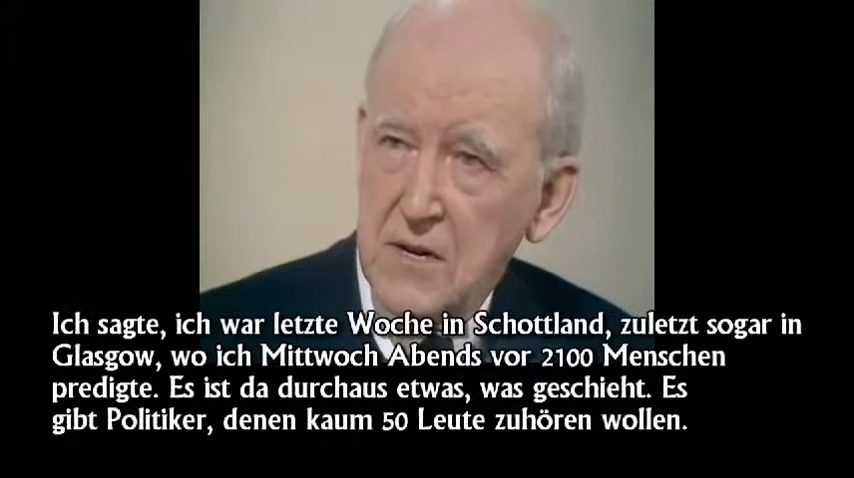 Ich sagte, ich war letzte Woche in Schottland, zuletzt sogar in
Glasgow, wo ich Mittwoch Abends vor 2100 Menschen
predigte. Es ist da durchaus etwas, was geschieht. Es
gibt Politiker, denen kaum 50 Leute zuhören wollen.